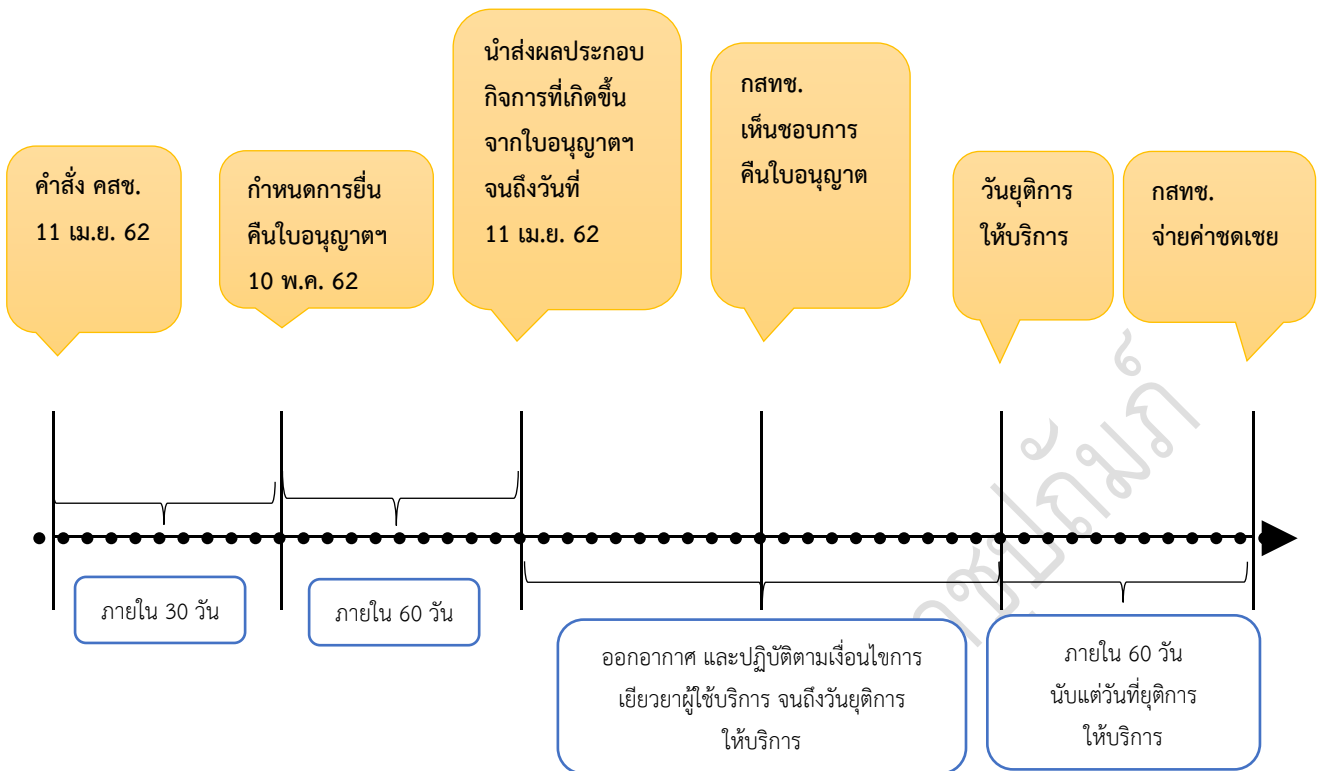 คำสั่ง คสช.
11 เม.ย. 62
กำหนดการยื่น
คืนใบอนุญาตฯ
10 พ.ค. 62
นำส่งผลประกอบ
กิจการที่เกิดขึ้น
จากใบอนุญาตฯ
จนถึงวันที่
11 เม.ย. 62
กสทช.
เห็นชอบการ
คืนใบอนุญาต
วันยุติการ
ให้บริการ
กสทช.
จ่ายค่าชดเชย
ภายใน 30 วัน
ภายใน 60 วัน
ออกอากาศ และปฏิบัติตามเงื่อนไขการ
เยียวยาผู้ใช้บริการ จนถึงวันยุติการ
ให้บริการ
ภายใน 60 วัน
นับแต่วันที่ยุติการ
ให้บริการ